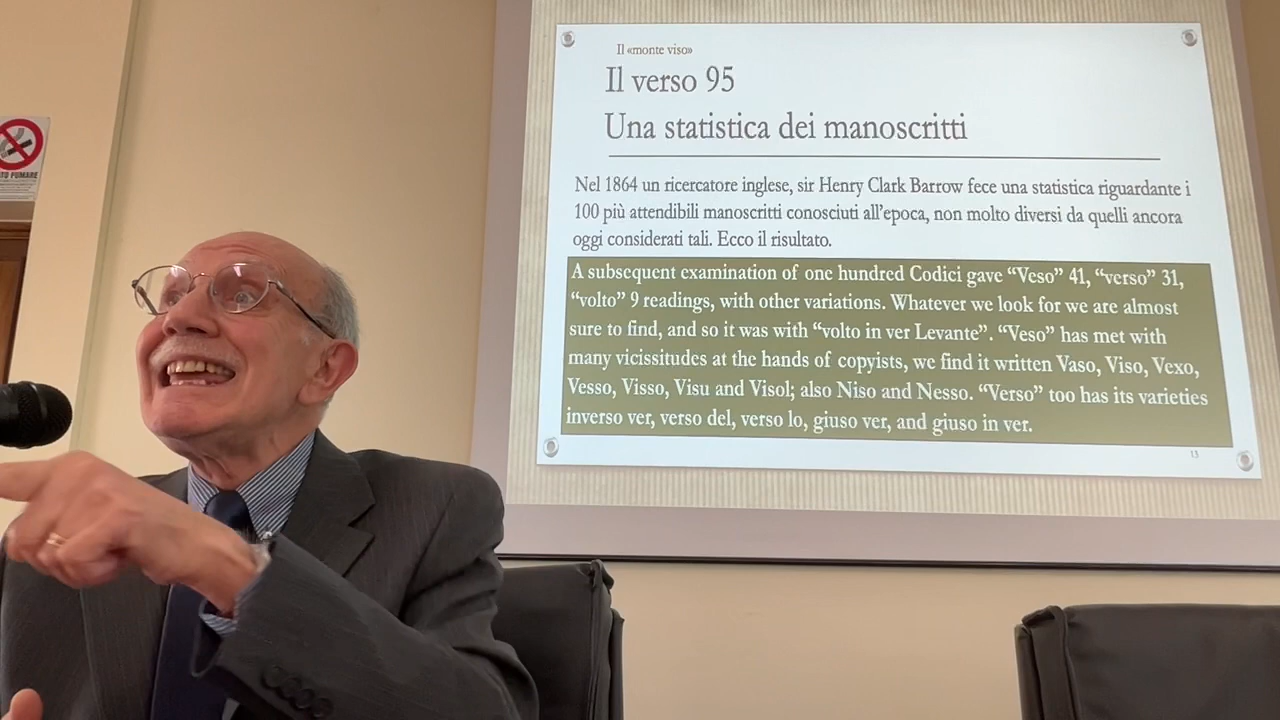 TO FUMARE
Il «monte viso»
Il verso 95
Una statistica dei manoscritti
Nel 1864 un ricercatore inglese, sir Henry Clark Barrow fece una statistica riguardante i
100 più attendibili manoscritti conosciuti all'epoca, non molto diversi da quelli ancora
oggi considerati tali. Ecco il risultato.
A subsequent examination of one hundred Codici gave “Veso” 41, “verso” 31,
“volto” 9 readings, with other variations. Whatever we look for we are almost
sure to find, and so it was with “volto in ver Levante”. “Veso” has met with
many vicissitudes at the hands of copyists, we find it written Vaso, Viso, Vexo,
Vesso, Visso, Visu and Visol; also Niso and Nesso. “Verso” too has its varieties
inverso ver, verso del, verso lo, giuso ver, and giuso in ver.
13